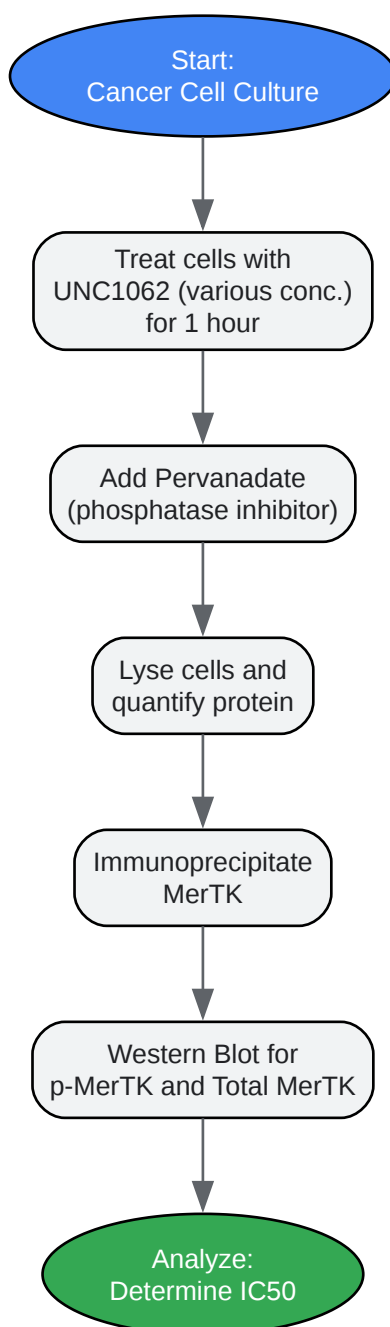 Start:
Cancer Cell Culture
Treat cells with
UNC1062 (various conc.)
for 1 hour
Add Pervanadate
(phosphatase inhibitor)
Lyse cells and
quantify protein
Immunoprecipitate
MerTK
Western Blot for
p-MerTK and Total MerTK
Analyze:
Determine IC50